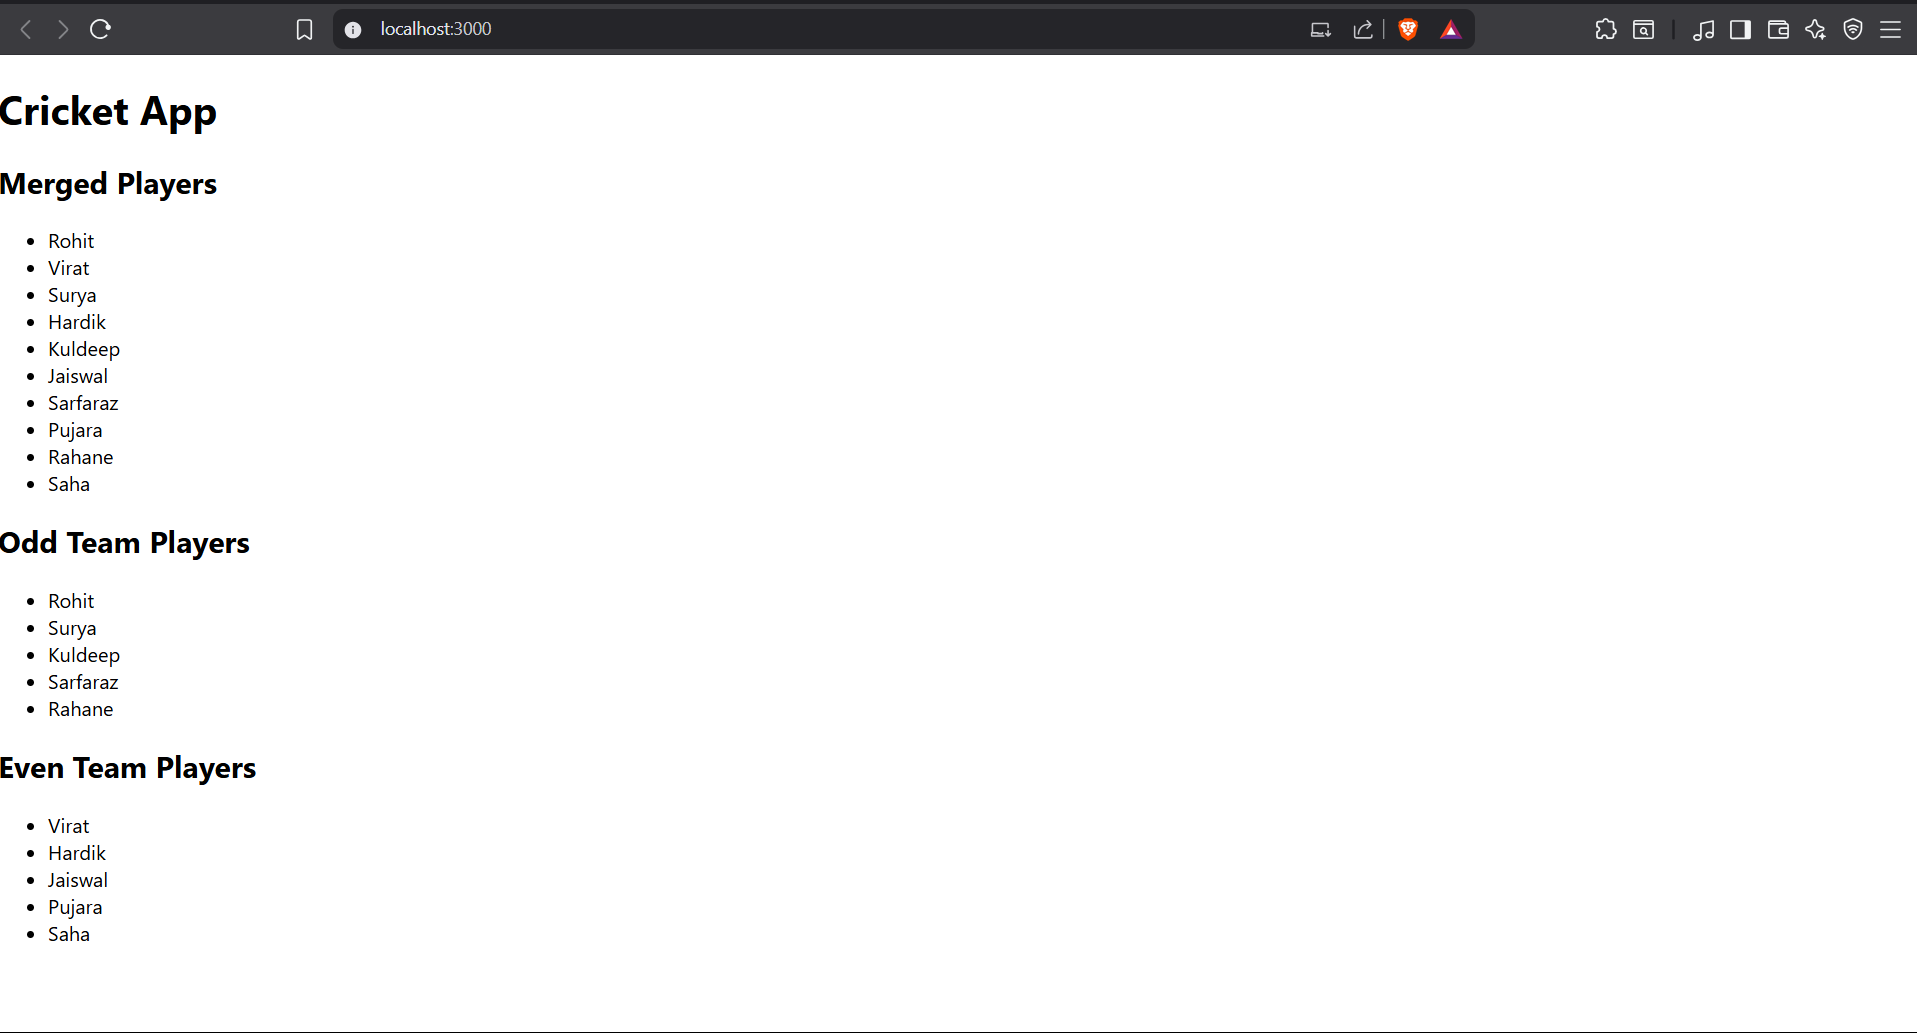 localhost:3000
Cricket App
Merged Players
Rohit
Virat
Surya
Hardik
Kuldeep
Jaiswal
Sarfaraz
Pujara
Rahane
Saha
Odd Team Players
Rohit
Surya
Kuldeep
Sarfaraz
Rahane
Even Team Players
Virat
Hardik
Jaiswal
Pujara
Saha